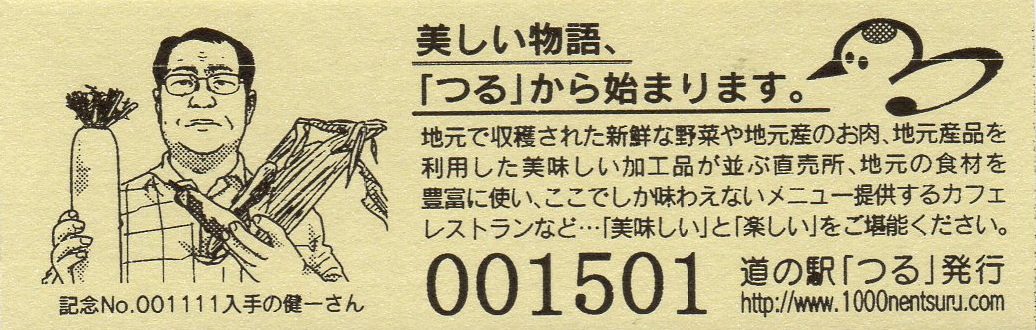 美しい物語、
「つる」から始まります。
地元で収穫された新鮮な野菜や地元産のお肉、地元産品を
利用した美味しい加工品が並ぶ直売所、地元の食材を
豊富に使い、ここでしか味わえないメニュー提供するカフェ
レストランなど…「美味しい」と「楽しい」をご堪能ください。
001501
道の駅「つる」発行
http://www.1000nentsuru.com
記念No.001111入手の健一さん